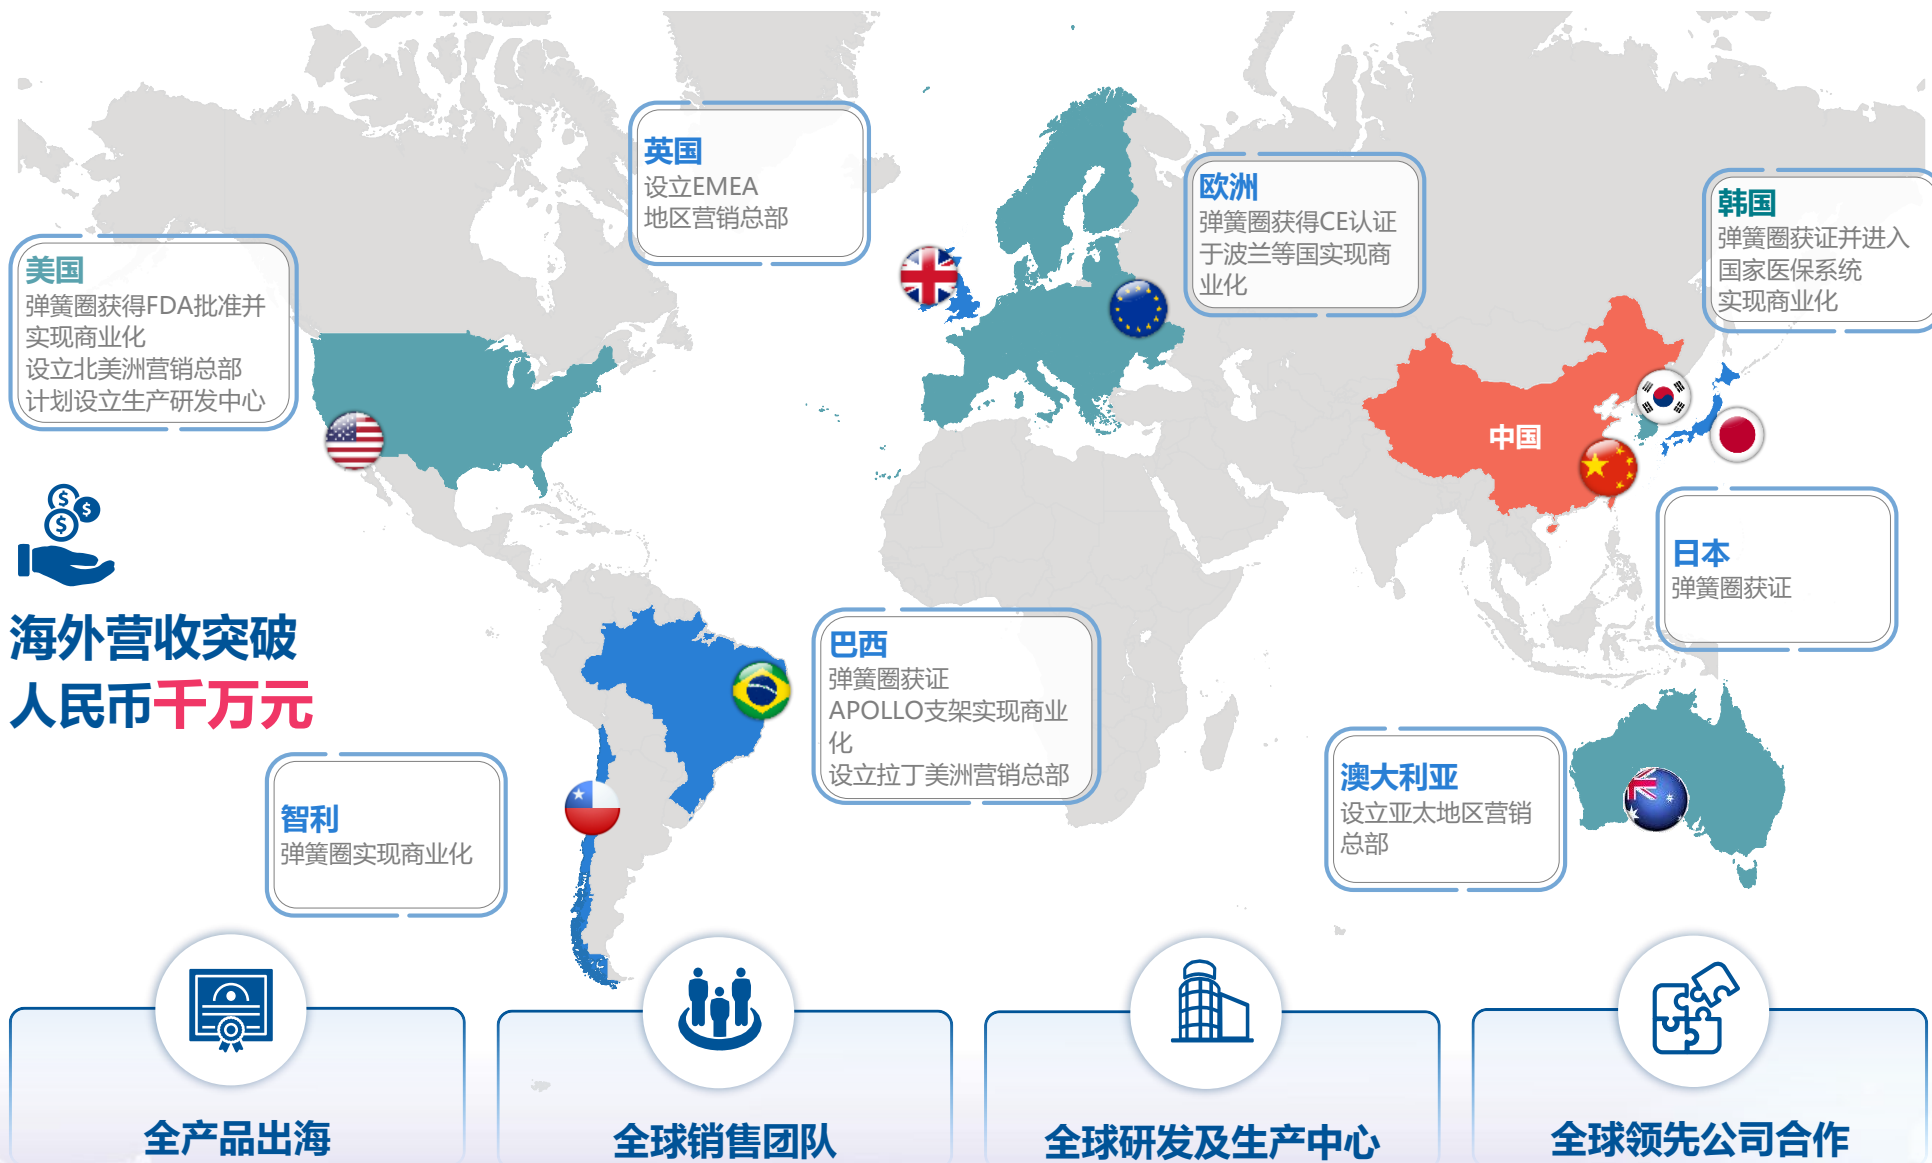 英国
设立EMEA
地区营销总部
欧洲
弹簧圈获得CE认证
于波兰等国实现商
业化
韩国
弹簧圈获证并进入
国家医保系统
实现商业化
美国
弹簧圈获得FDA批准并
实现商业化
设立北美洲营销总部
计划设立生产研发中心
中国
日本
弹簧圈获证
海外营收突破
人民币千万元
巴西
弹簧圈获证
APOLLO支架实现商业
化
设立拉丁美洲营销总部
智利
弹簧圈实现商业化
澳大利亚
设立亚太地区营销
总部
全产品出海
全球销售团队
全球研发及生产中心
全球领先公司合作